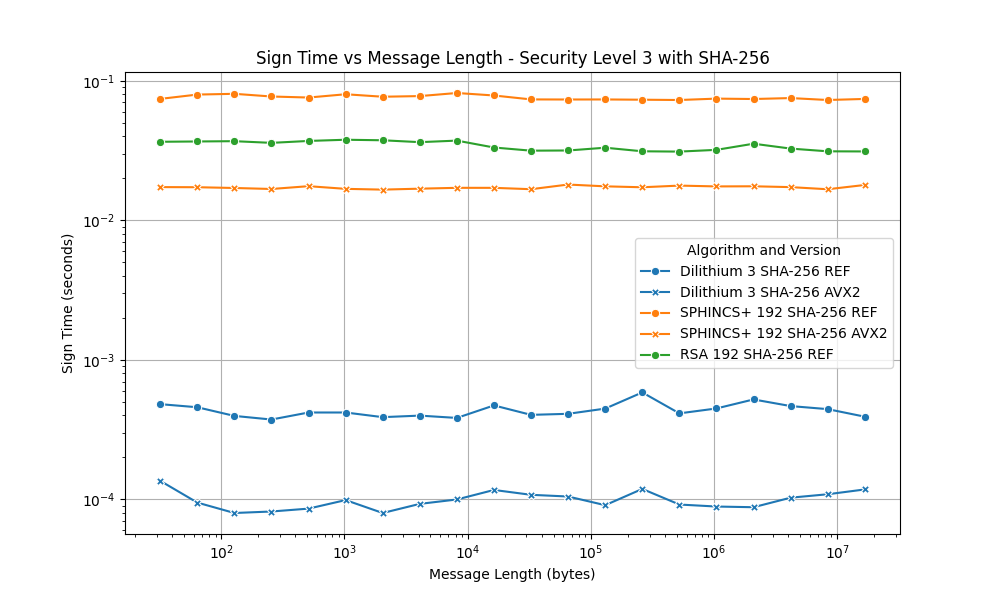 Sign Time vs Message Length - Security Level 3 with SHA-256
Sign Time (seconds)
10⁻¹
10⁻²
10⁻³
10⁻⁴
Algorithm and Version
Dilithium 3 SHA-256 REF
Dilithium 3 SHA-256 AVX2
SPHINCS+ 192 SHA-256 REF
SPHINCS+ 192 SHA-256 AVX2
RSA 192 SHA-256 REF
10² 10³ 10⁴ 10⁵ 10⁶ 10⁷
Message Length (bytes)